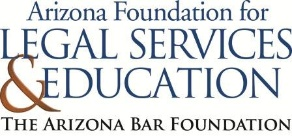 Arizona Foundation for
LEGAL SERVICES
& EDUCATION
THE ARIZONA BAR FOUNDATION